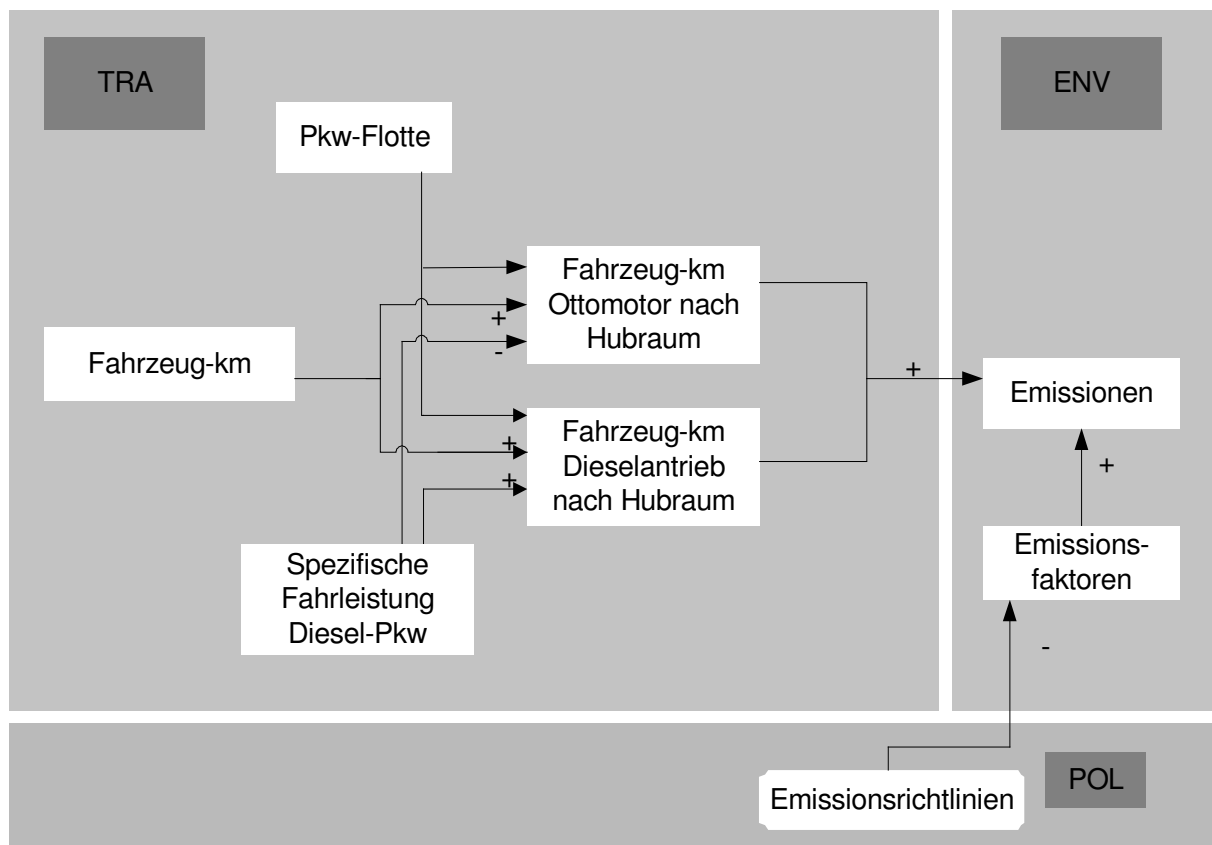 TRA
ENV
Pkw-Flotte
Fahrzeug-km
Ottomotor nach
Hubraum
+
-
Fahrzeug-km
+
Emissionen
Fahrzeug-km
Dieselantrieb
nach Hubraum
+
+
+
Emissions-
faktoren
Spezifische
Fahrleistung
Diesel-Pkw
-
POL
Emissionsrichtlinien